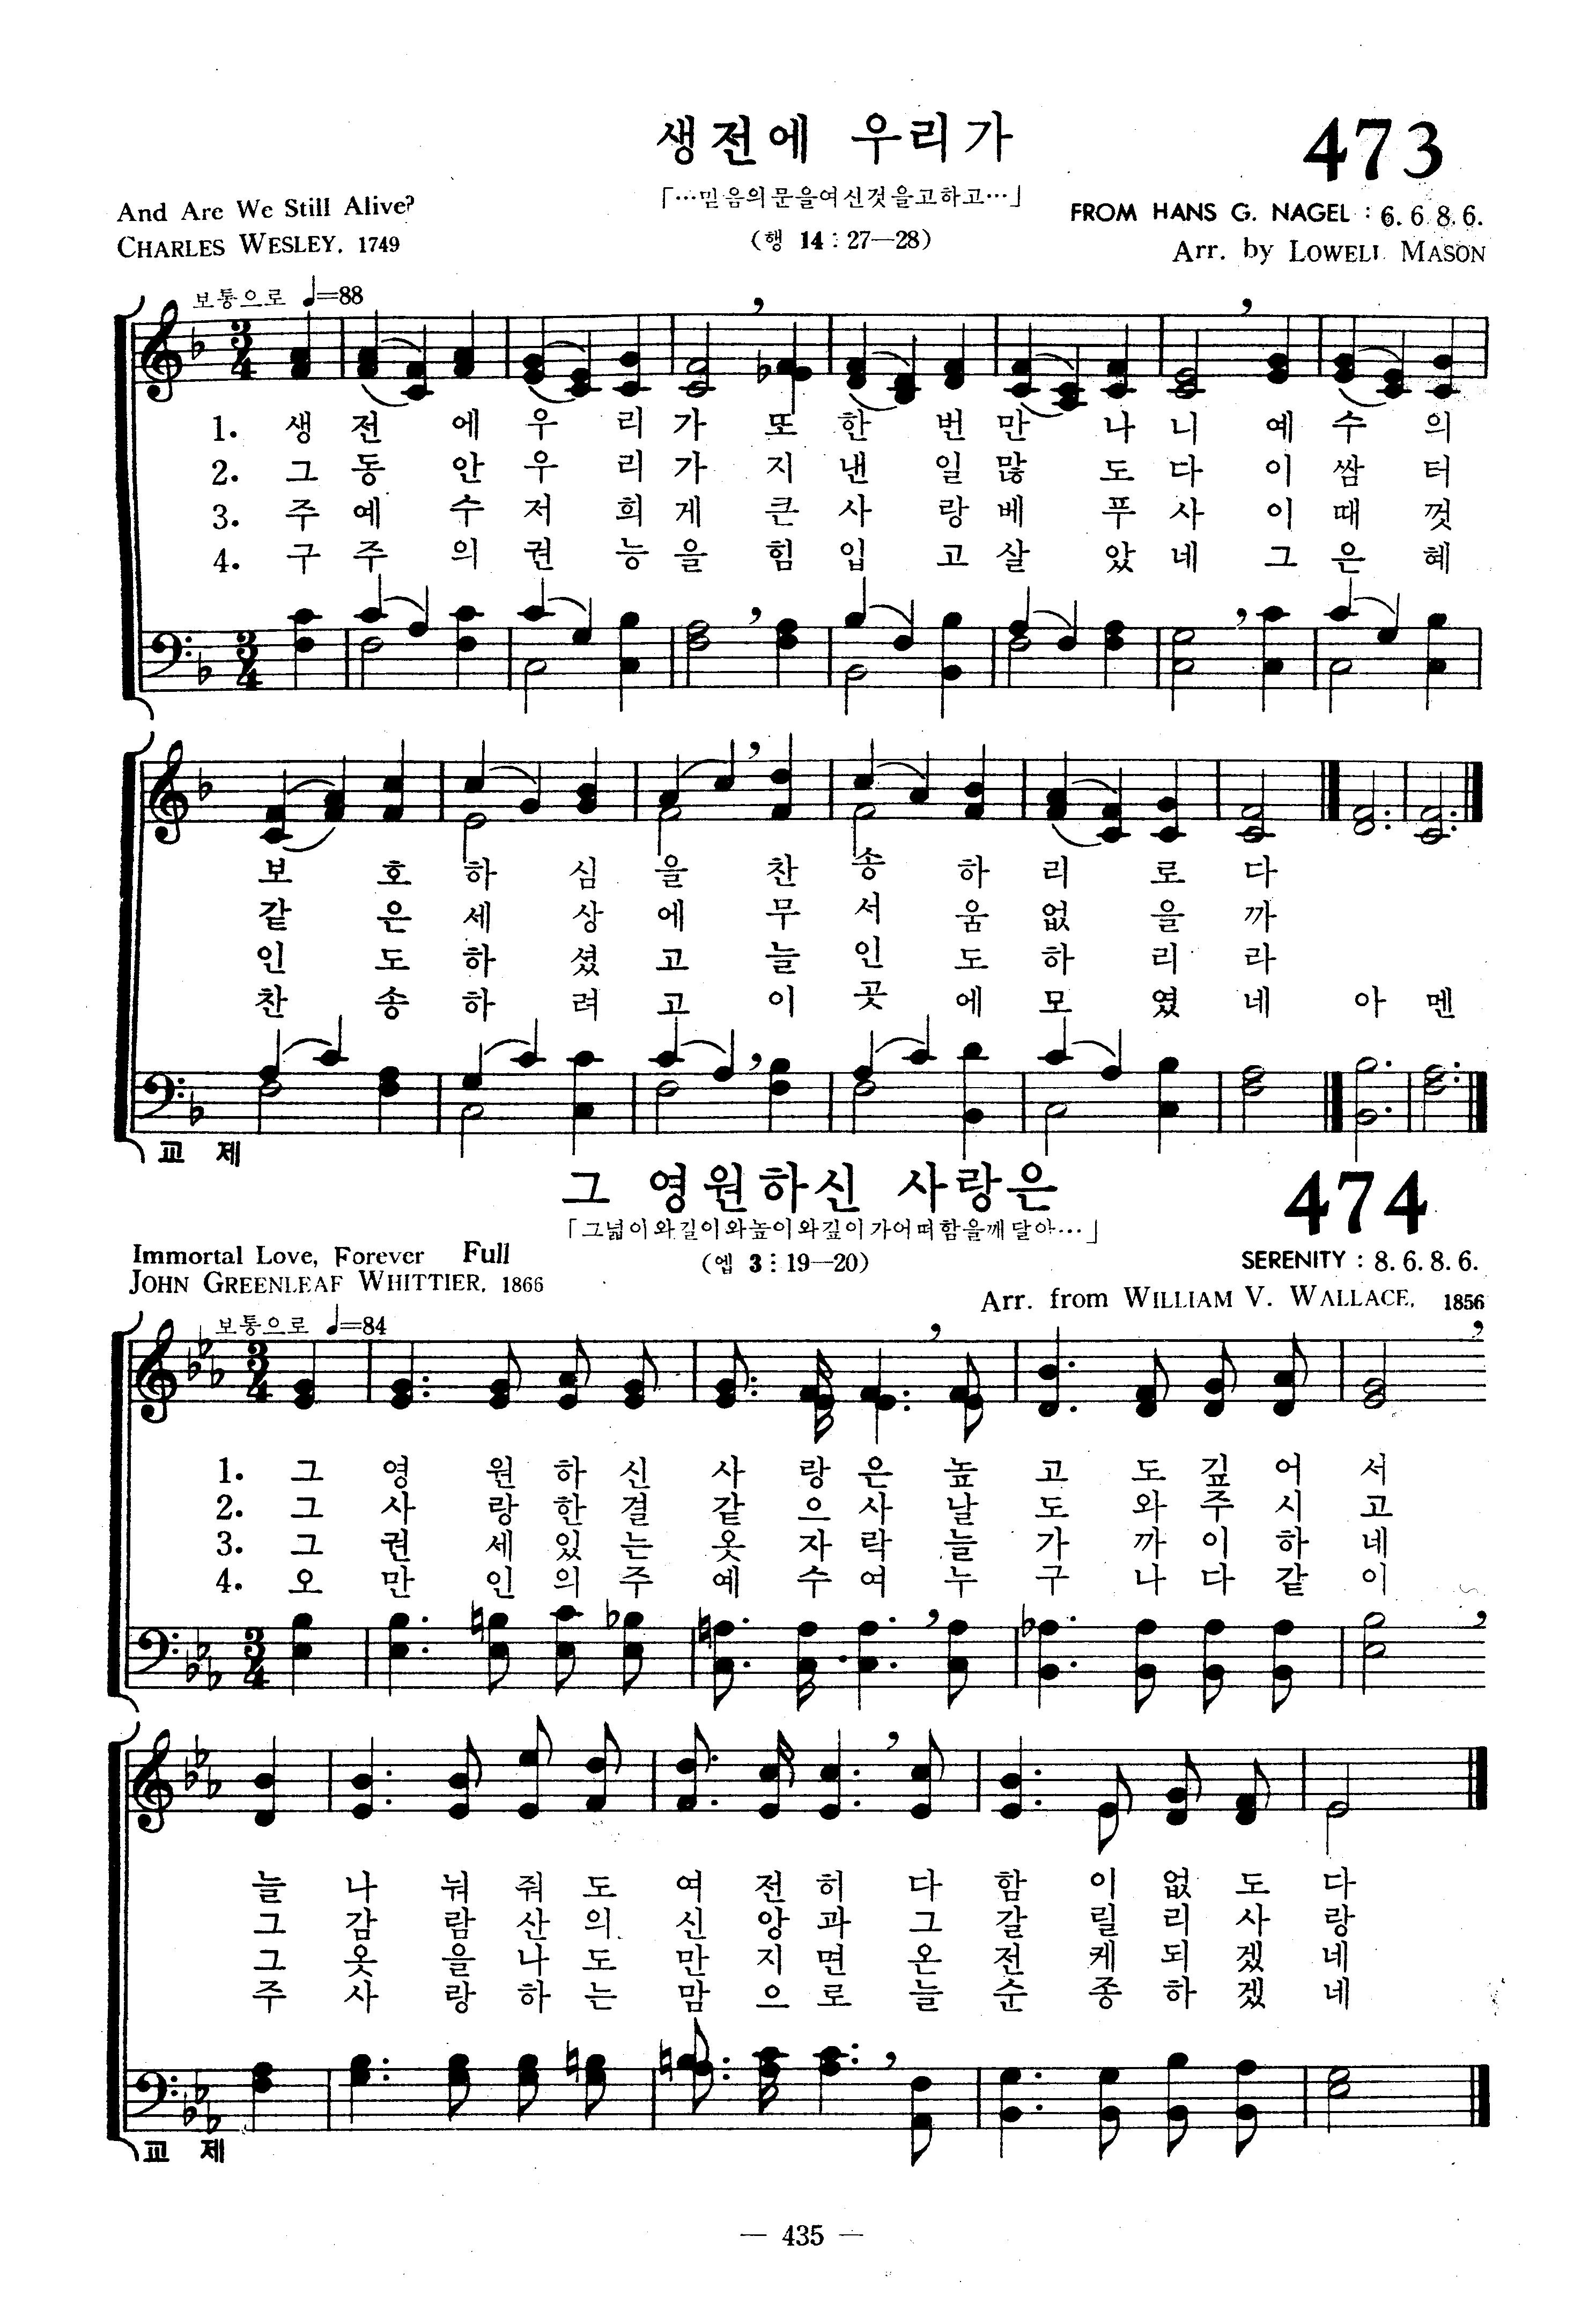 생전에 우리가
473
「…믿음의문을여신것을고하고…」
And Are We Still Alive?
FROM HANS G. NAGEL : 6. 6. 8. 6.
CHARLES WESLEY. 1749
(행 14 : 27—28)
Arr. by LOWELL MASON
보통으로 ♩=88
3/4
1. 생 전 에 우 리 가 또 한 번 만 나 니 예 수 의
2. 그 동 안 우 리 가 지 낸 일 많 도 다 이 쌈 터
3. 주 예 수 저 희 게 큰 사 랑 베 푸 사 이 때 껏
4. 구 주 의 권 능 을 힘 입 고 살 았 네 그 은 혜
3/4
보 호 하 심 을 찬 송 하 리 로 다
같 은 세 상 에 무 서 움 없 을 까
인 도 하 셨 고 늘 인 도 하 리 라
찬 송 하 려 고 이 곳 에 모 였 네 아 멘
교 제
그 영원하신 사랑은
474
「그넓이와길이와높이와깊이가어떠함을깨달아…」
Immortal Love, Forever Full
(엡 3 : 19—20)
SERENITY : 8. 6. 8. 6.
JOHN GREENLEAF WHITTIER. 1866
Arr. from WILLIAM V. WALLACE. 1856
보통으로 ♩=84
3/4
1. 그 영 원 하 신 사 랑 은 높 고 도 깊 어 서
2. 그 사 랑 한 결 같 으 사 날 도 와 주 시 고
3. 그 권 세 있 는 옷 자 락 늘 가 까 이 하 네
4. 오 만 인 의 주 예 수 여 누 구 나 다 같 이
3/4
늘 나 눠 줘 도 여 전 히 다 함 이 없 도 다
그 감 람 산 의 신 앙 과 그 갈 릴 리 사 랑
그 옷 을 나 도 만 지 면 온 전 케 되 겠 네
주 사 랑 하 는 맘 으 로 늘 순 종 하 겠 네
교 제
— 435 —